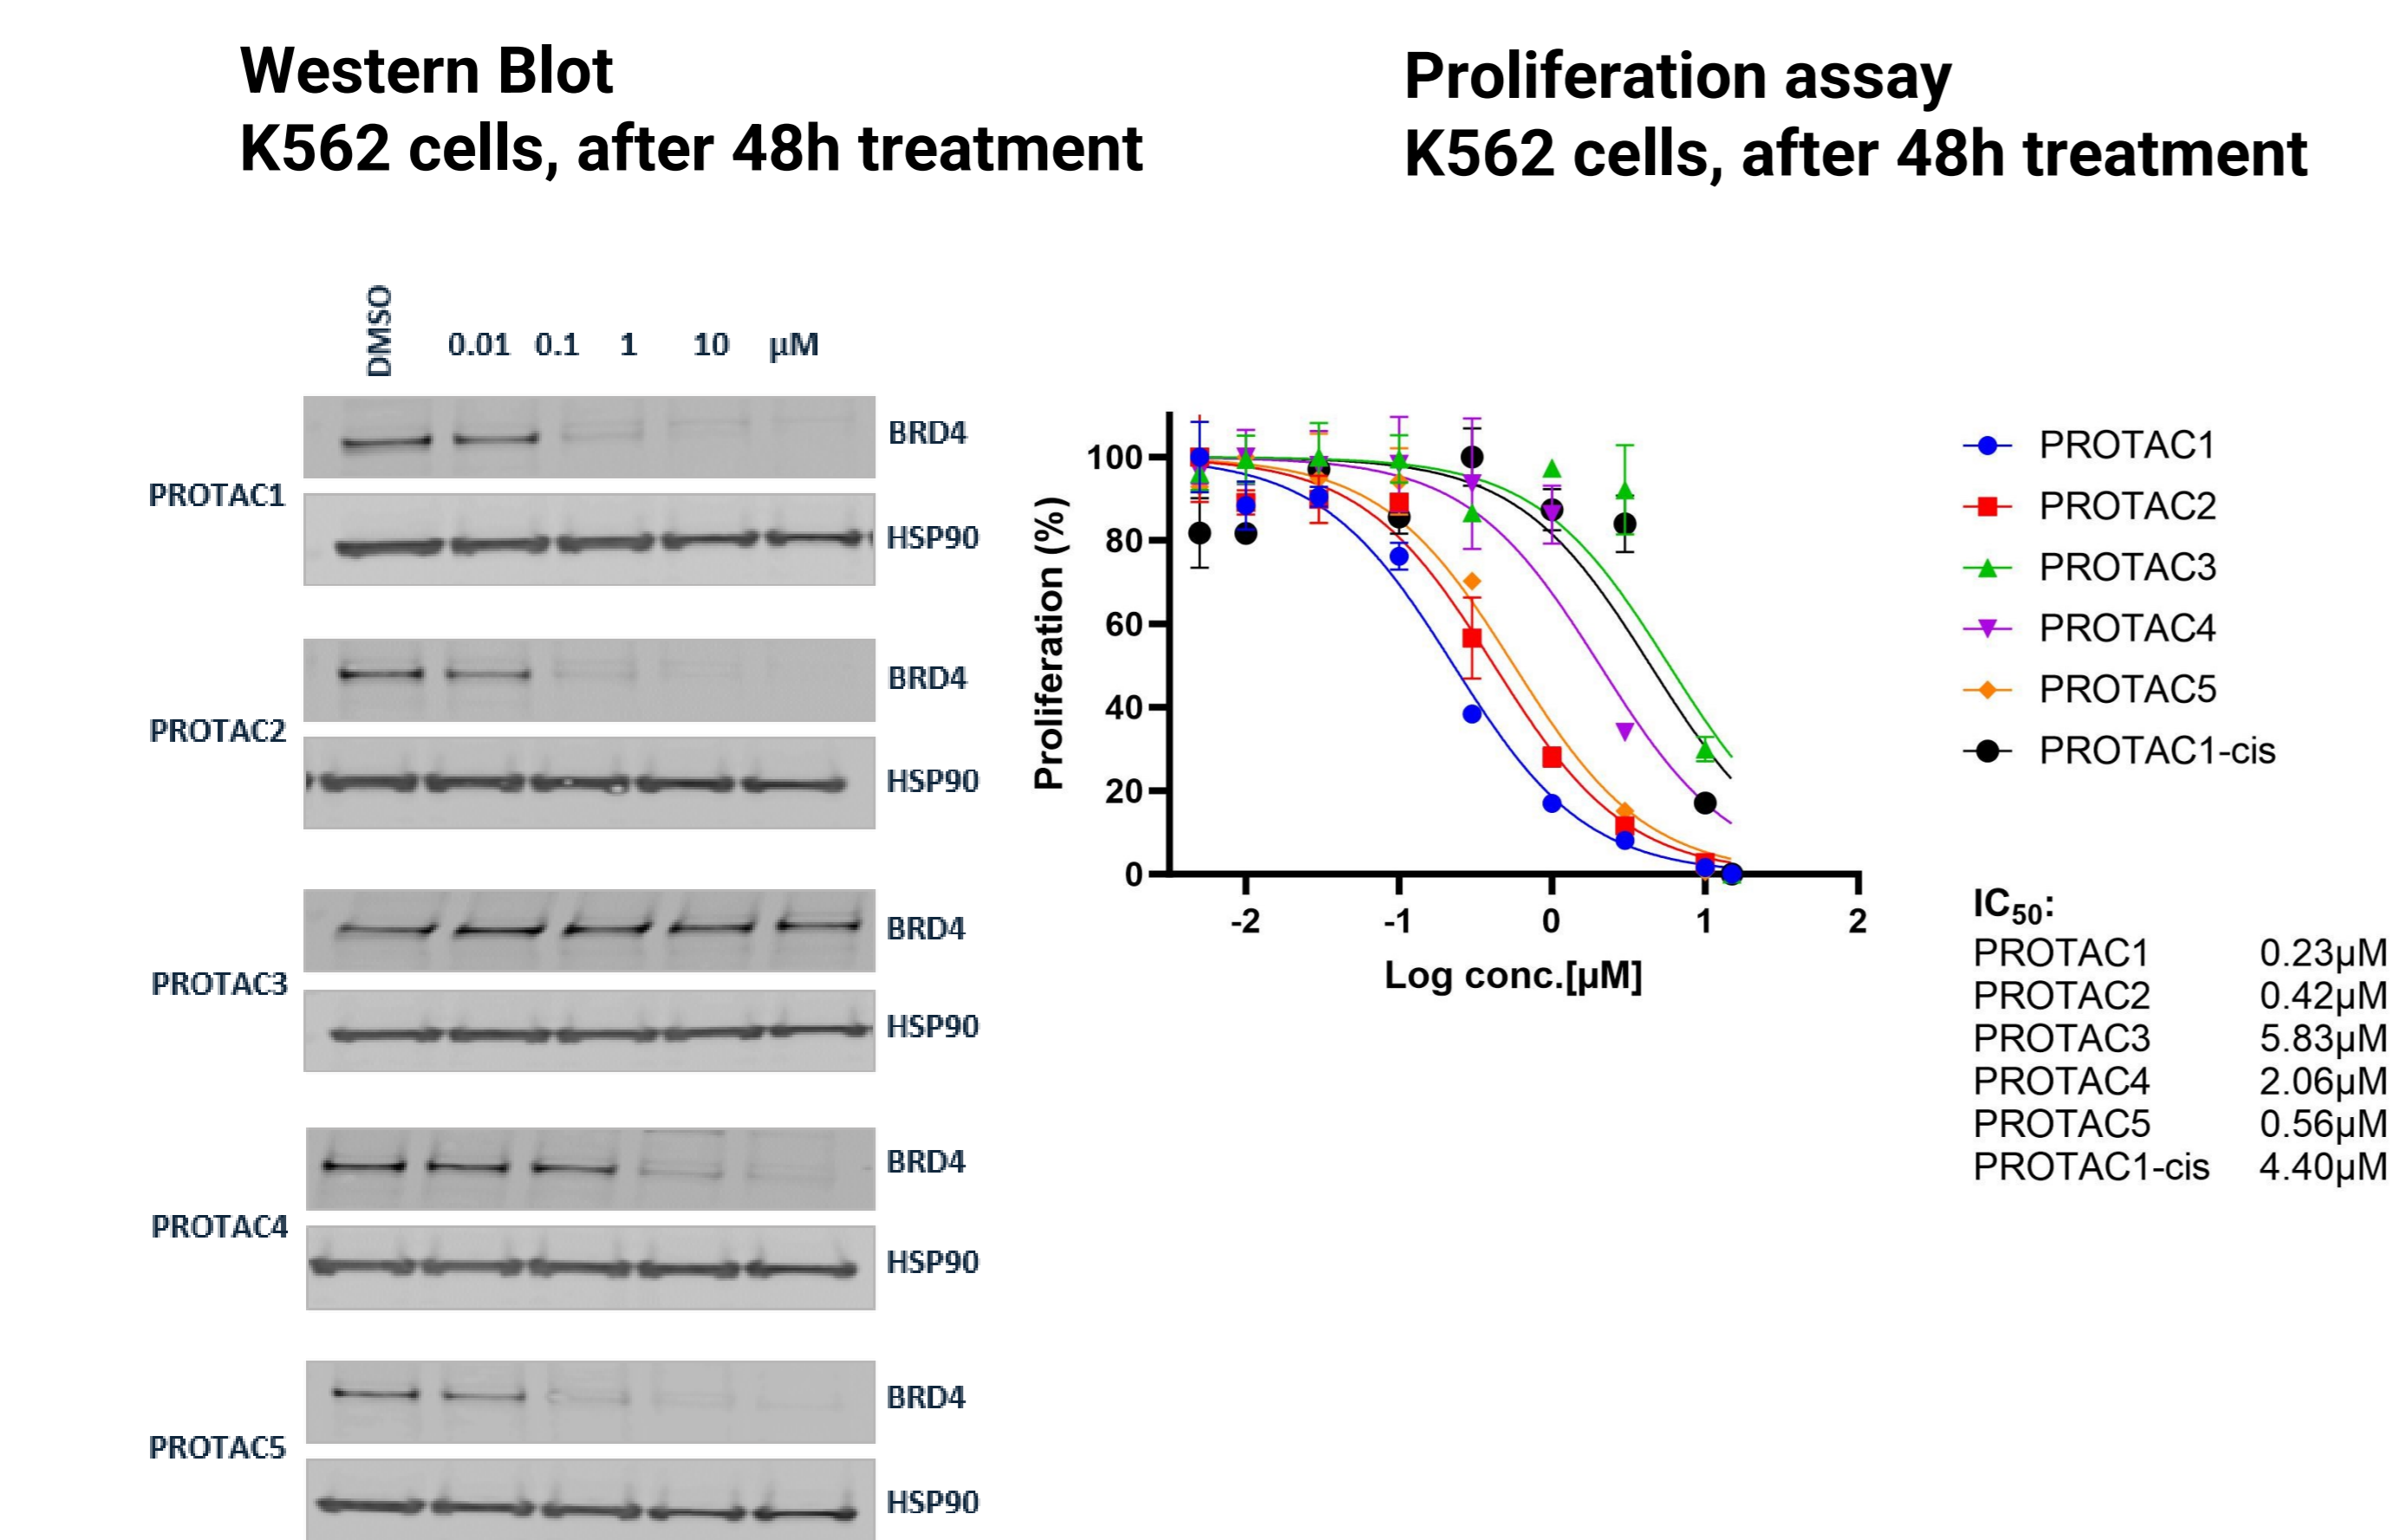 Western Blot
K562 cells, after 48h treatment
Proliferation assay
K562 cells, after 48h treatment
DMSO
0.01 0.1 1 10 µM
PROTAC1
BRD4
HSP90
PROTAC2
BRD4
HSP90
PROTAC3
BRD4
HSP90
PROTAC4
BRD4
HSP90
PROTAC5
BRD4
HSP90
Proliferation (%)
100
80
60
40
20
0
-2 -1 0 1 2
Log conc.[µM]
PROTAC1
PROTAC2
PROTAC3
PROTAC4
PROTAC5
PROTAC1-cis
IC50:
PROTAC1 0.23µM
PROTAC2 0.42µM
PROTAC3 5.83µM
PROTAC4 2.06µM
PROTAC5 0.56µM
PROTAC1-cis 4.40µM